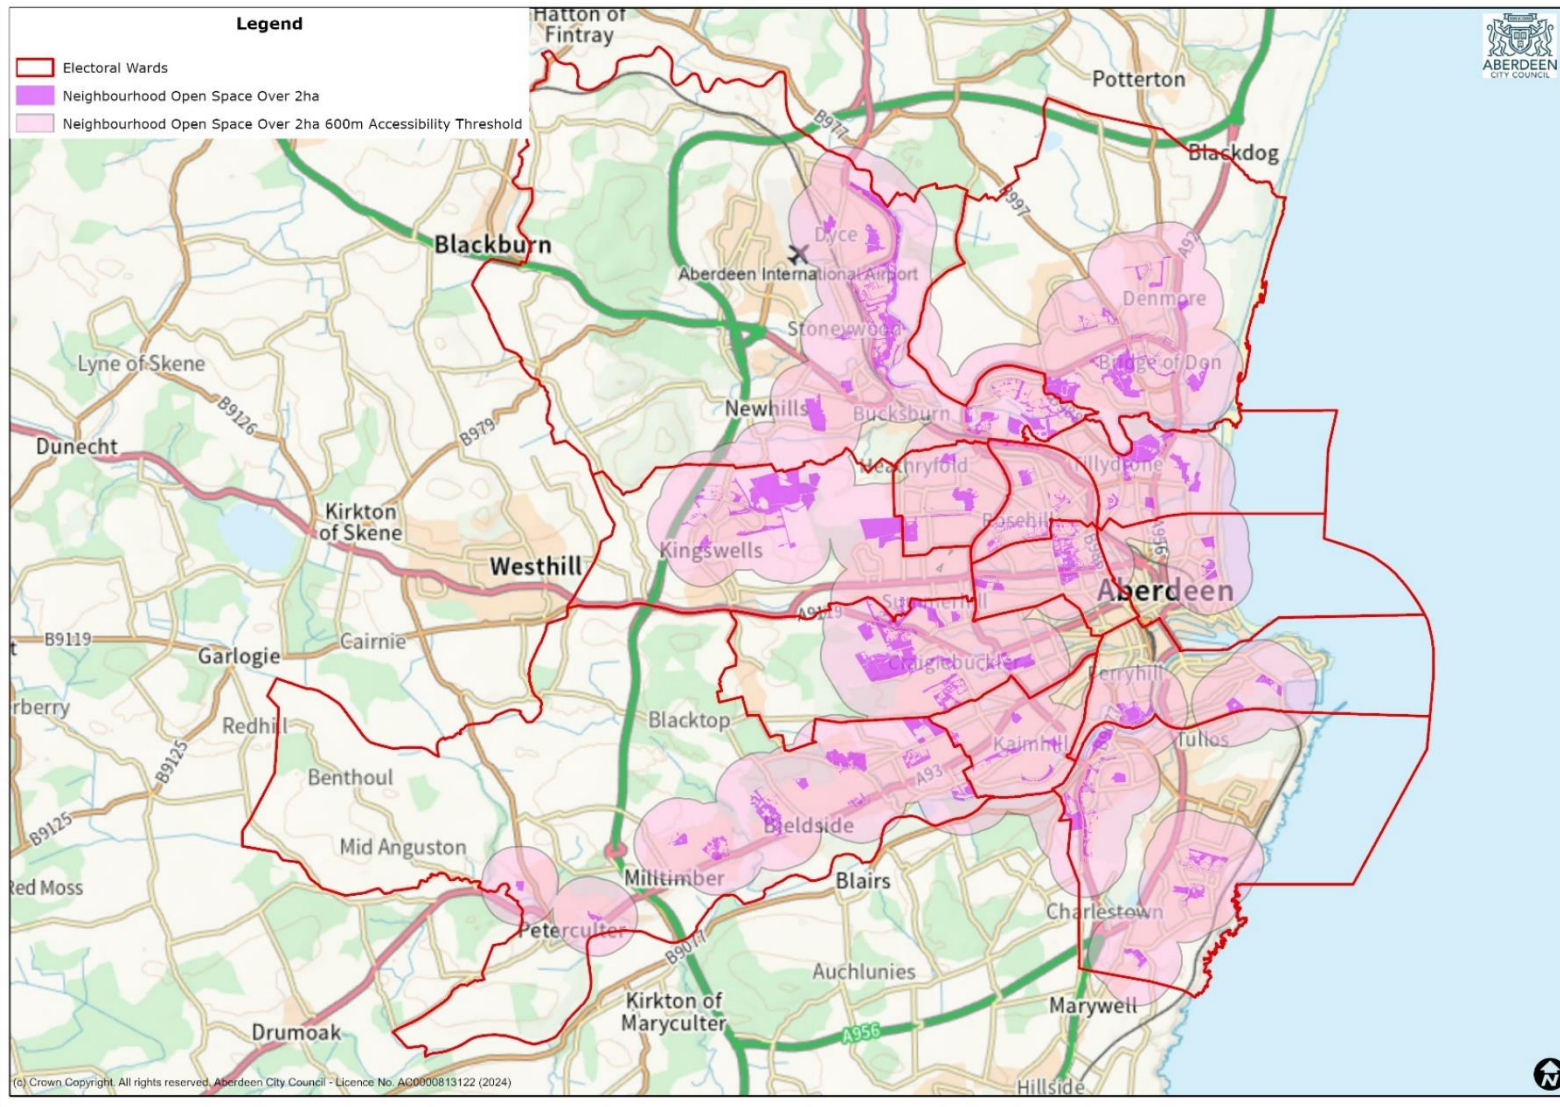 Legend
Electoral Wards
Neighbourhood Open Space Over 2ha
Neighbourhood Open Space Over 2ha 600m Accessibility Threshold
Hatton of
Fintray
ABERDEEN
CITY COUNCIL
Potterton
B977
Blackdog
B997
Blackburn
Dyce
A92
Aberdeen International Airport
Denmore
Stoneywood
Lyne of Skene
Bridge of Don
B9126
Newhills
Bucksburn
B979
Dunecht
Heathryfold
Tillydrone
Kirkton
of Skene
Rosehill
Kingswells
A956
B986
4
Westhill
Aberdeen
Summerhill
A9119
B9119
Cairnie
Garlogie
Craigiebuckler
Ferryhill
rberry
Redhill
Blacktop
B9125
Kaimhill
Tullos
A93
Benthoul
B9125
Bieldside
Mid Anguston
Milltimber
Blairs
Red Moss
Charlestown
Peterculter
B9077
Auchlunies
Kirkton of
Maryculter
Marywell
Drumoak
A956
(c) Crown Copyright. All rights reserved. Aberdeen City Council - Licence No. AC0000813122 (2024)
Hillside
N